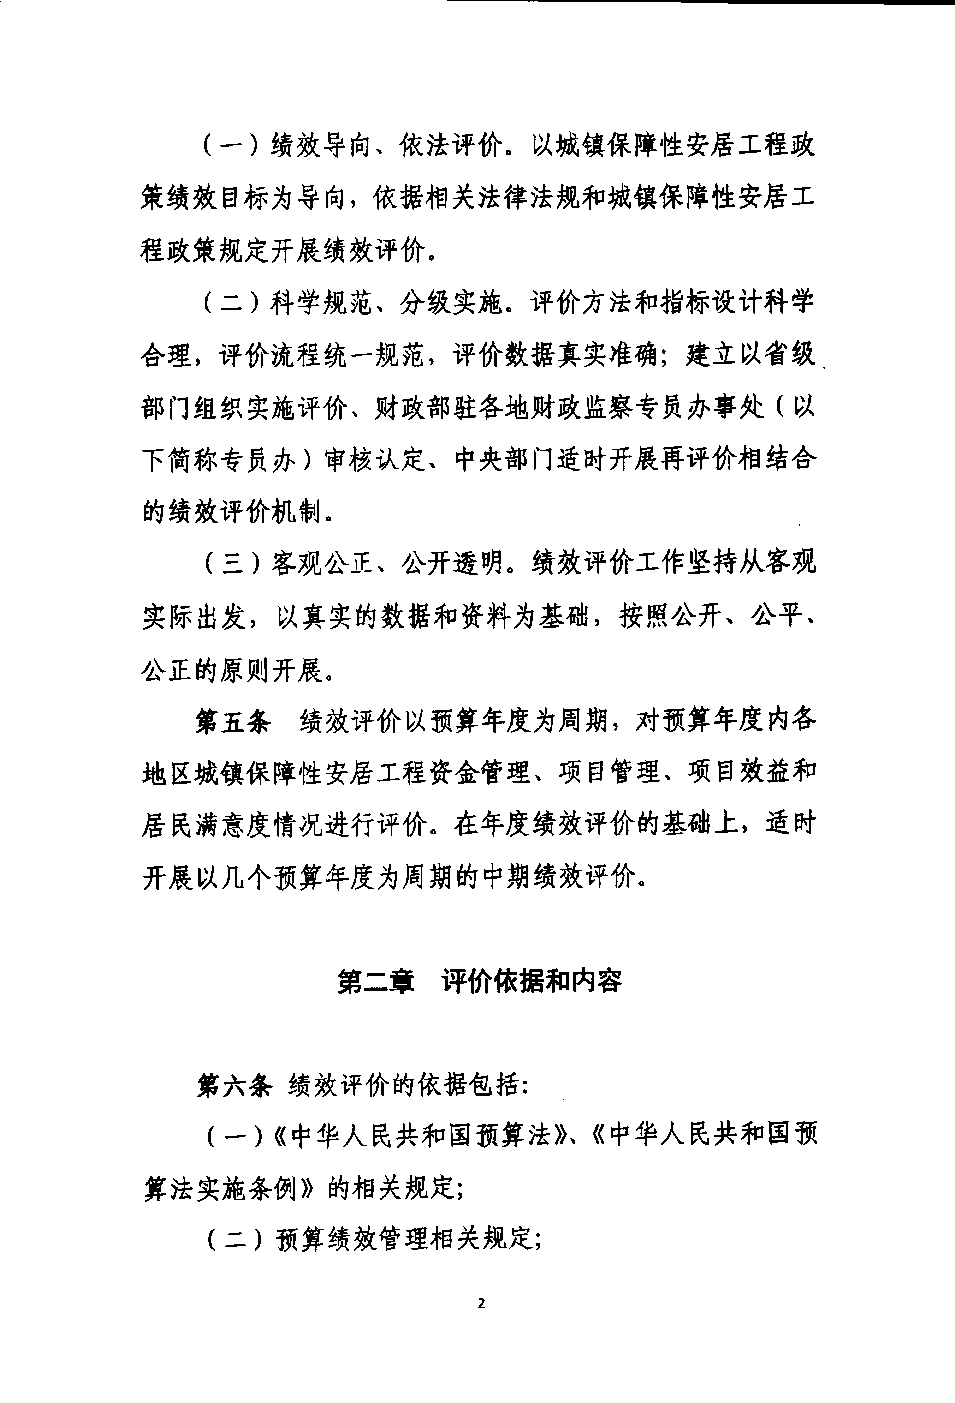 （一）绩效导向、依法评价。以城镇保障性安居工程政
策绩效目标为导向，依据相关法律法规和城镇保障性安居工
程政策规定开展绩效评价。
（二）科学规范、分级实施。评价方法和指标设计科学
合理，评价流程统一规范，评价数据真实准确；建立以省级
部门组织实施评价、财政部驻各地财政监察专员办事处（以
下简称专员办）审核认定、中央部门适时开展再评价相结合
的绩效评价机制。
（三）客观公正、公开透明。绩效评价工作坚持从客观
实际出发，以真实的数据和资料为基础，按照公开、公平、
公正的原则开展。
第五条　绩效评价以预算年度为周期，对预算年度内各
地区城镇保障性安居工程资金管理、项目管理、项目效益和
居民满意度情况进行评价。在年度绩效评价的基础上，适时
开展以几个预算年度为周期的中期绩效评价。
第二章　评价依据和内容
第六条 绩效评价的依据包括:
（一）《中华人民共和国预算法》、《中华人民共和国预
算法实施条例》的相关规定;
（二）预算绩效管理相关规定;
2